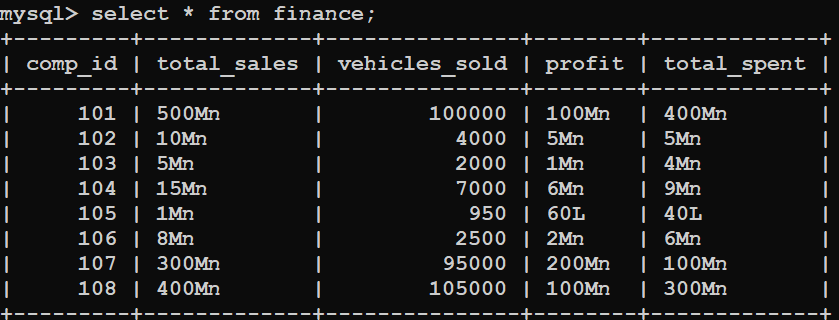 mysql> select * from finance;
+---------+-------------+---------------+--------+-------------+
| comp_id | total_sales | vehicles_sold | profit | total_spent |
+---------+-------------+---------------+--------+-------------+
|     101 | 500Mn       |        100000 | 100Mn  | 400Mn       |
|     102 | 10Mn        |          4000 | 5Mn    | 5Mn         |
|     103 | 5Mn         |          2000 | 1Mn    | 4Mn         |
|     104 | 15Mn        |          7000 | 6Mn    | 9Mn         |
|     105 | 1Mn         |           950 | 60L    | 40L         |
|     106 | 8Mn         |          2500 | 2Mn    | 6Mn         |
|     107 | 300Mn       |         95000 | 200Mn  | 100Mn       |
|     108 | 400Mn       |        105000 | 100Mn  | 300Mn       |
+---------+-------------+---------------+--------+-------------+